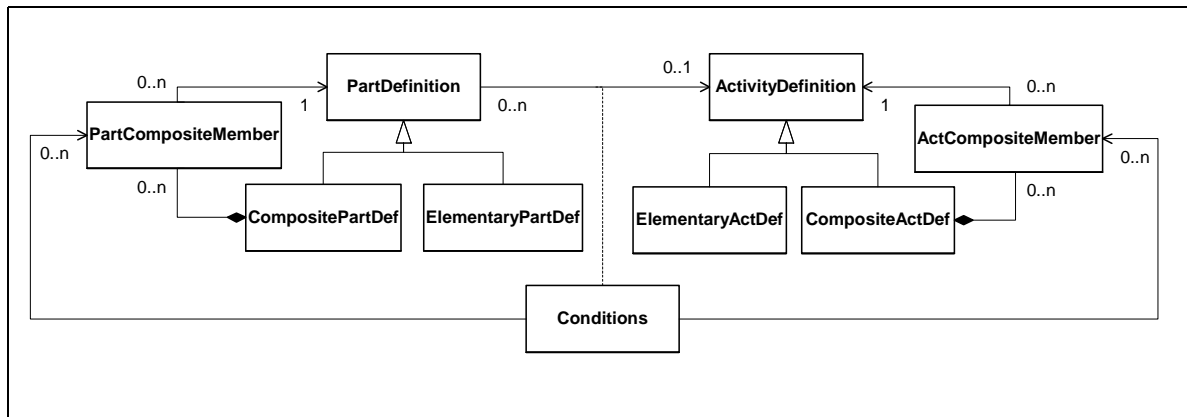 0..n
1
PartDefinition
0..n
0..1
ActivityDefinition
1
0..n
PartCompositeMember
0..n
ActCompositeMember
0..n
0..n
0..n
CompositePartDef
ElementaryPartDef
ElementaryActDef
CompositeActDef
Conditions